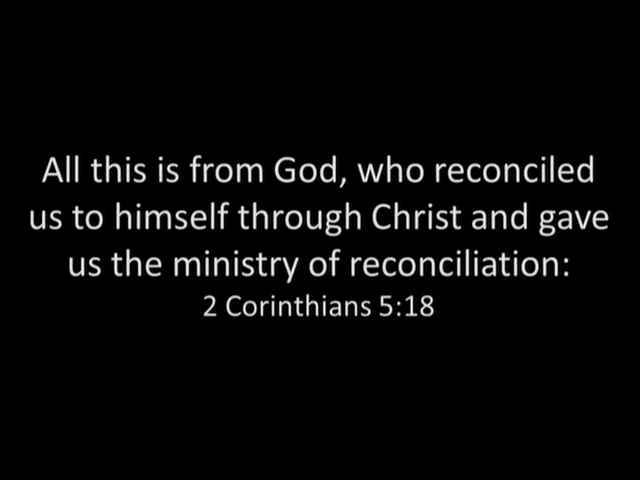 All this is from God, who reconciled
us to himself through Christ and gave
us the ministry of reconciliation:
2 Corinthians 5:18